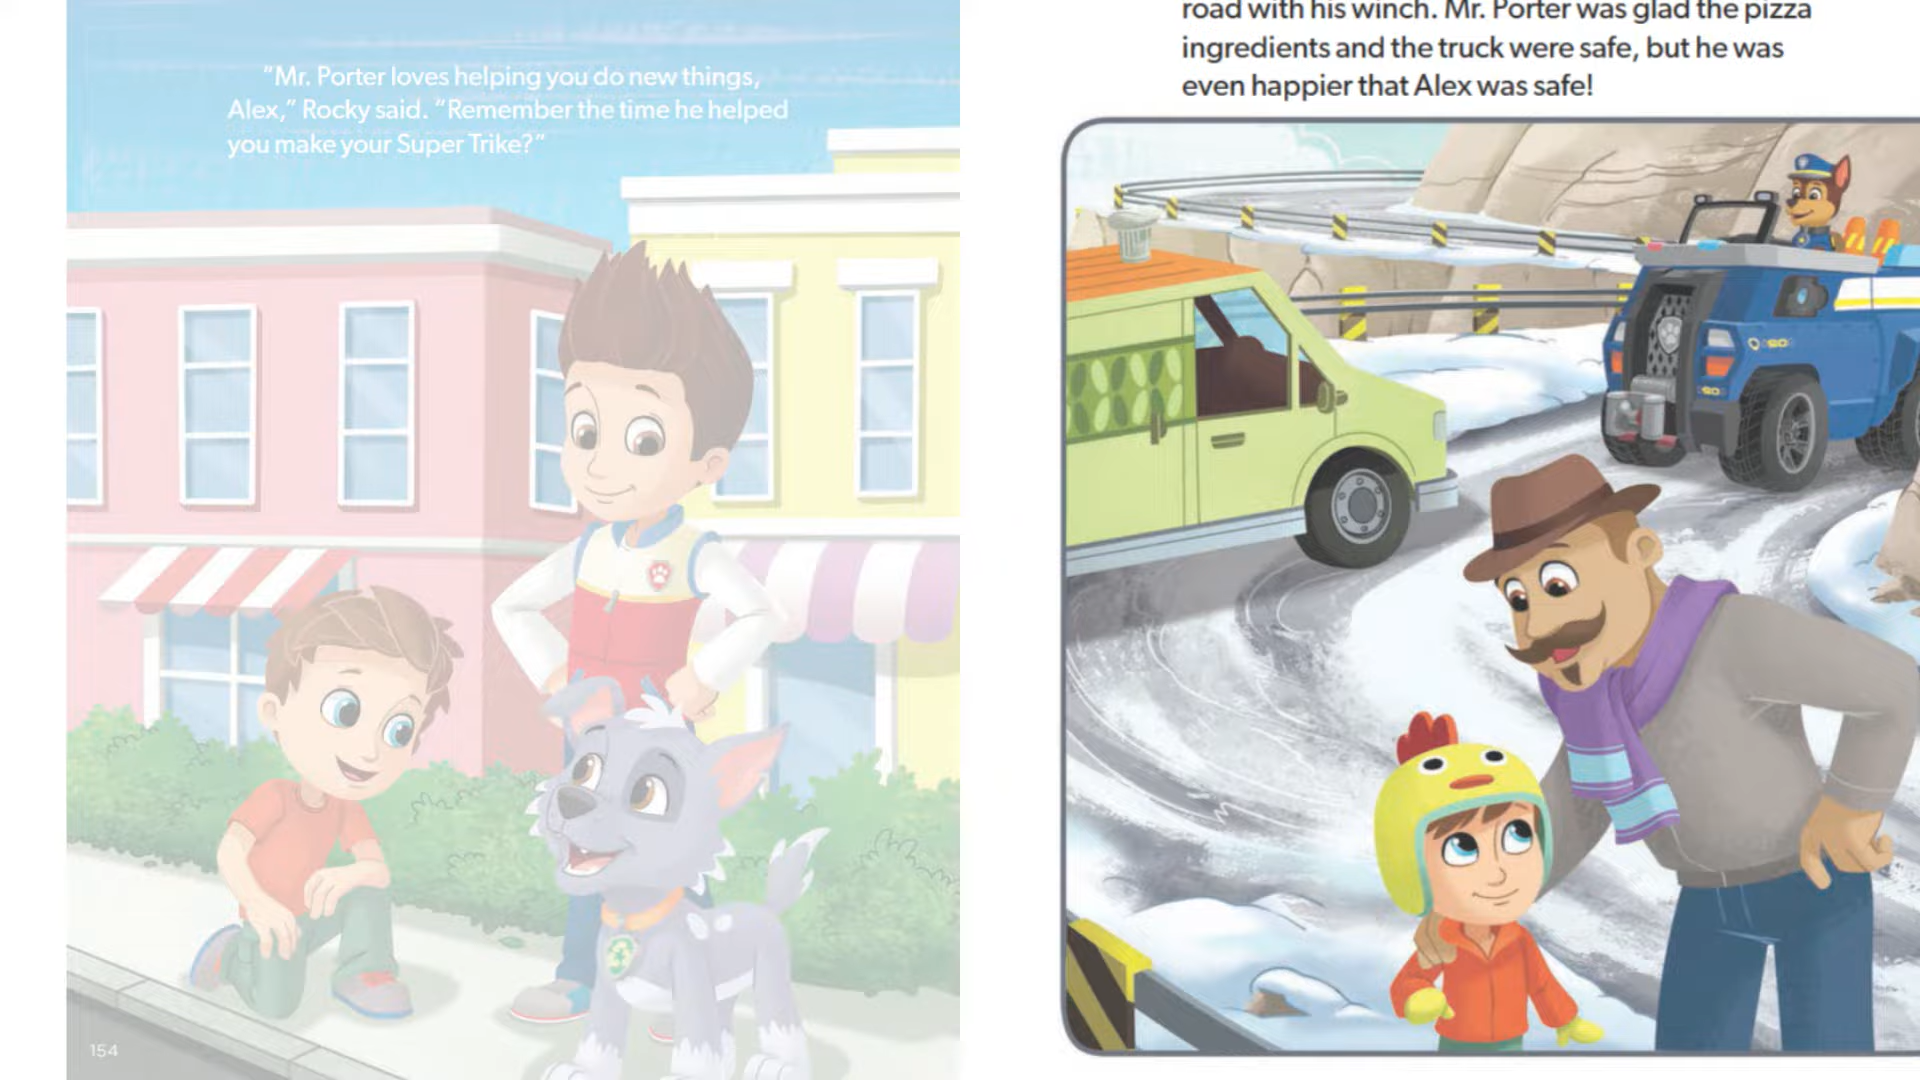 "Mr. Porter loves helping you do new things,
Alex," Rocky said. "Remember the time he helped
you make your Super Trike?"
154
road with his winch. Mr. Porter was glad the pizza
ingredients and the truck were safe, but he was
even happier that Alex was safe!